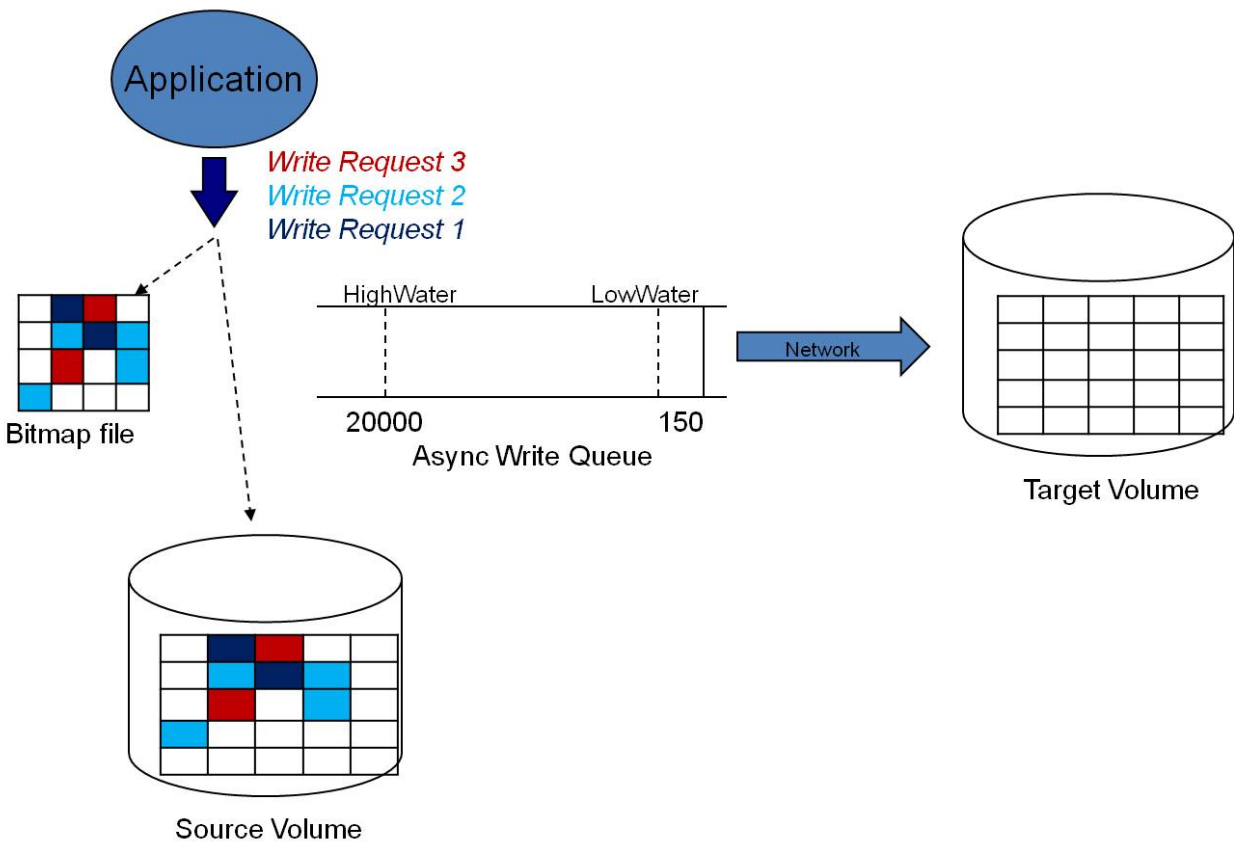 Application
Write Request 3
Write Request 2
Write Request 1
HighWater
LowWater
Network
20000
150
Bitmap file
Async Write Queue
Target Volume
Source Volume